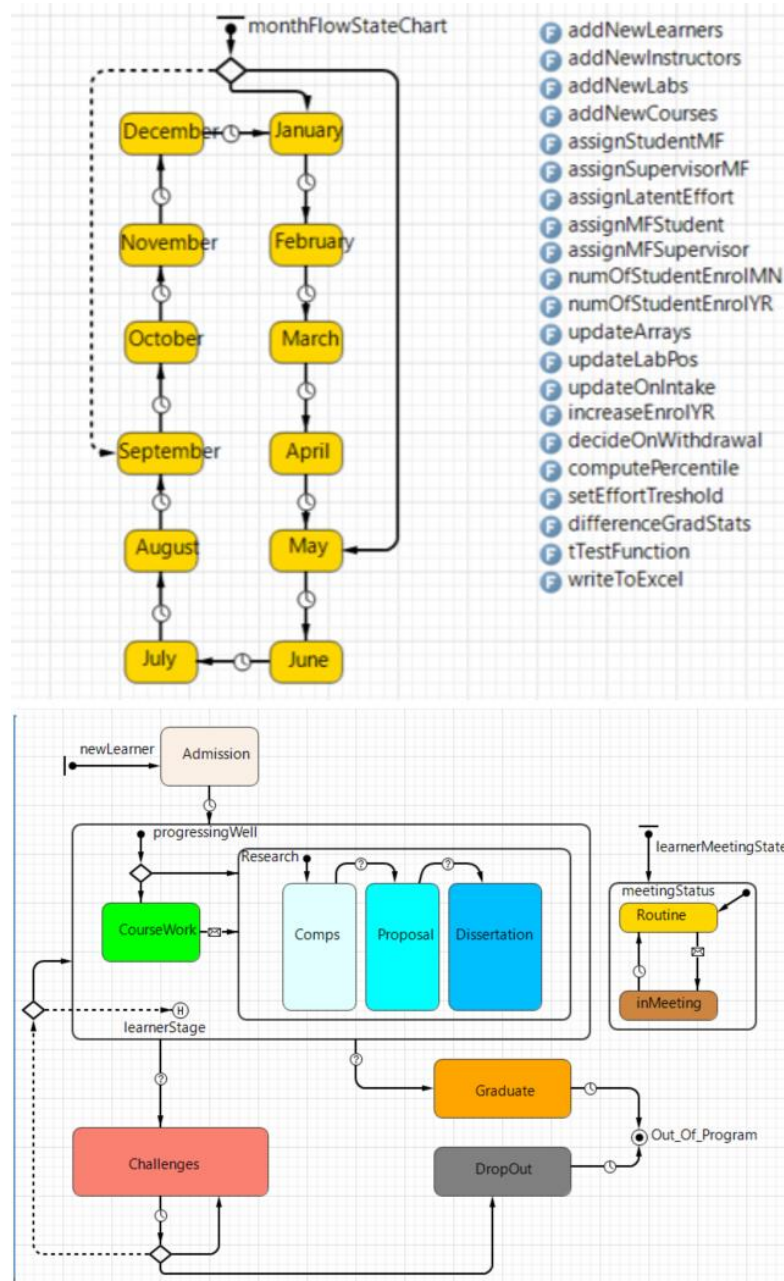 monthFlowStateChart
December
January
November
February
October
March
September
April
August
May
July
June
addNewLearners
addNewInstructors
addNewLabs
addNewCourses
assignStudentMF
assignSupervisorMF
assignLatentEffort
assignMFStudent
assignMFSupervisor
numOfStudentEnrolMN
numOfStudentEnrolYR
updateArrays
updateLabPos
updateOnIntake
increaseEnrolYR
decideOnWithdrawal
computePercentile
setEffortTreshold
differenceGradStats
tTestFunction
writeToExcel
newLearner
Admission
progressingWell
Research
CourseWork
Comps
Proposal
Dissertation
H
learnerStage
learnerMeetingState
meetingStatus
Routine
inMeeting
Graduate
Challenges
DropOut
Out_Of_Program